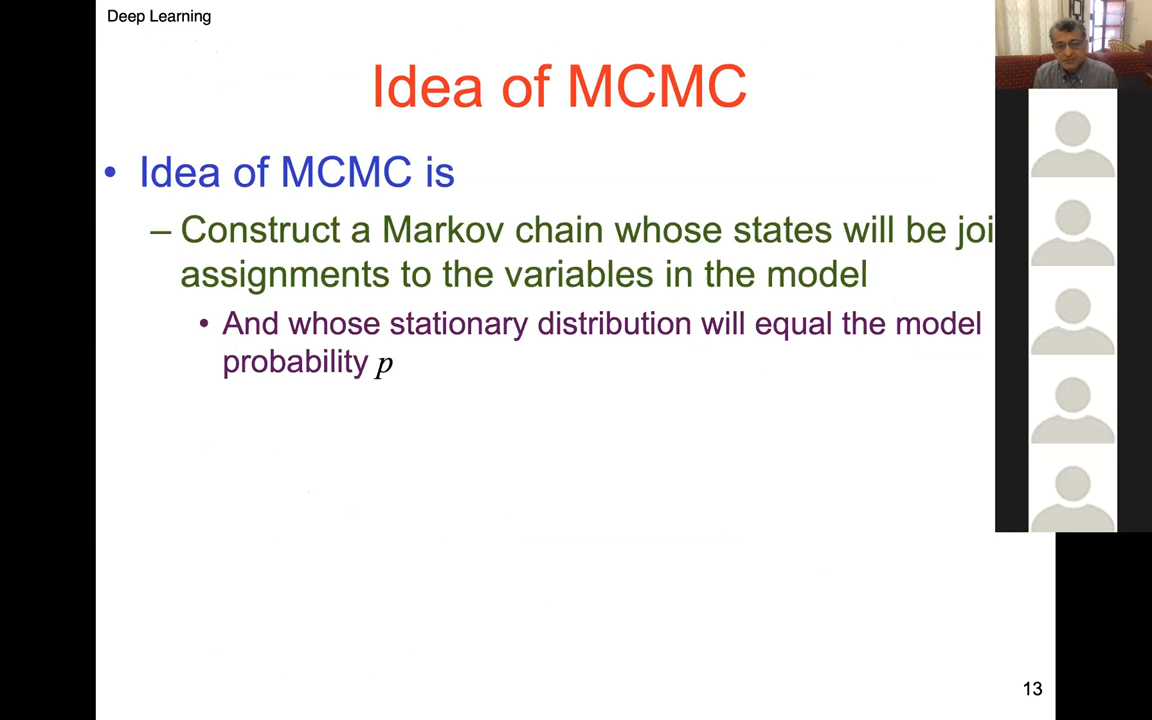 Deep Learning
Idea of MCMC
• Idea of MCMC is
– Construct a Markov chain whose states will be joi
assignments to the variables in the model
• And whose stationary distribution will equal the model
probability p
13